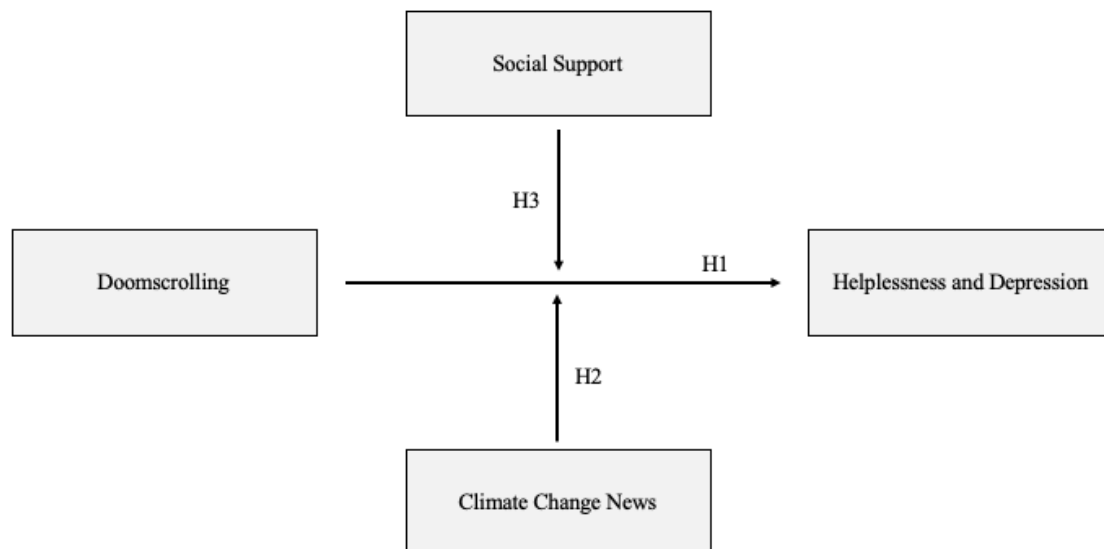 Social Support
H3
H1
Doomscrolling
Helplessness and Depression
H2
Climate Change News